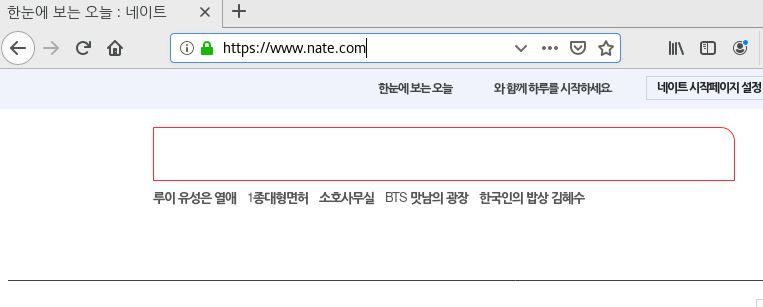 한눈에 보는 오늘 : 네이트
https://www.nate.com
한눈에 보는 오늘 와 함께 하루를 시작하세요. 네이트 시작페이지 설정
루이 유성은 열애 1종대형면허 소호사무실 BTS 맛남의 광장 한국인의 밥상 김혜수